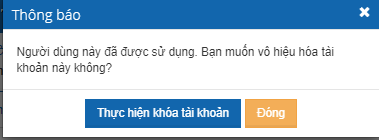 Thông báo
Người dùng này đã được sử dụng. Bạn muốn vô hiệu hóa tài
khoản này không?
Thực hiện khóa tài khoản Đóng